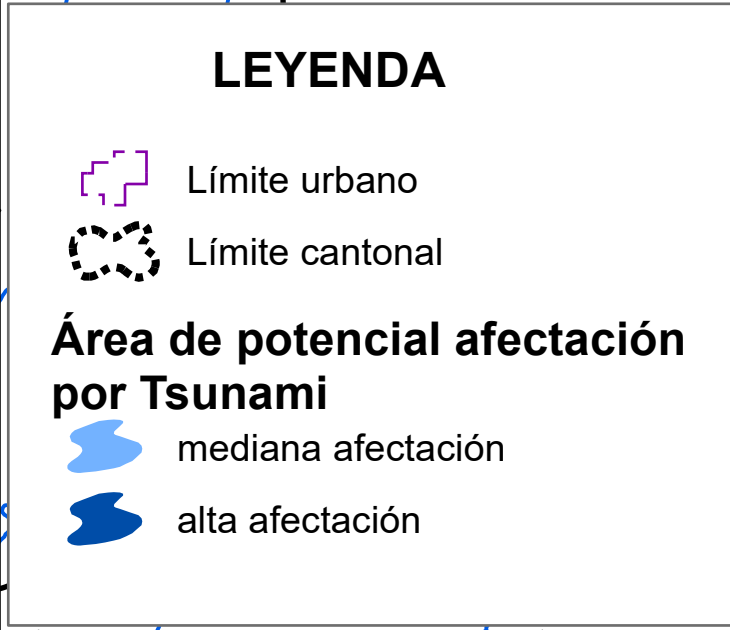 LEYENDA
Límite urbano
Límite cantonal
Área de potencial afectación
por Tsunami
mediana afectación
alta afectación